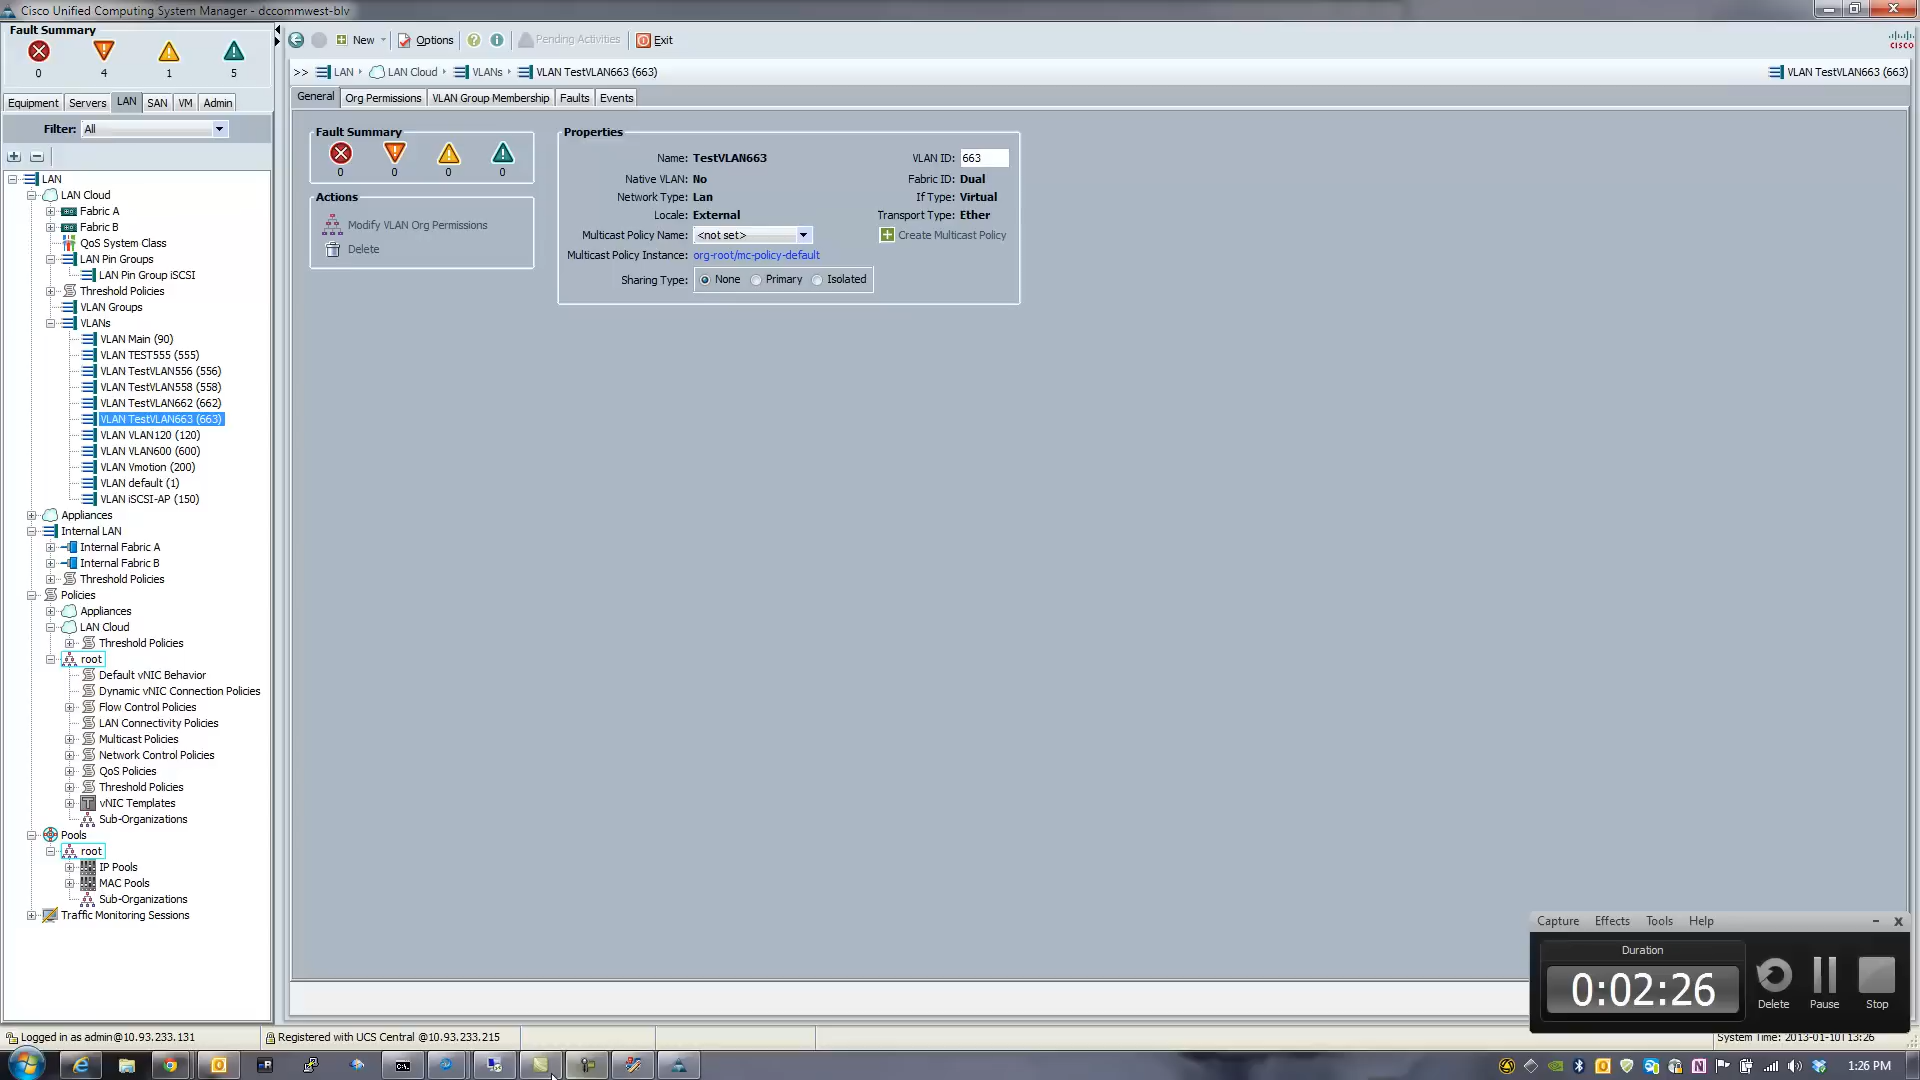 Cisco Unified Computing System Manager - dccommwest-blv
Fault Summary
0 4 1 5
New Options Pending Activities Exit
cisco
>> LAN LAN Cloud VLANs VLAN TestVLAN663 (663)
VLAN TestVLAN663 (663)
Equipment Servers LAN SAN VM Admin
General Org Permissions VLAN Group Membership Faults Events
Filter: All
LAN
LAN Cloud
Fabric A
Fabric B
QoS System Class
LAN Pin Groups
LAN Pin Group iSCSI
Threshold Policies
VLAN Groups
VLANs
VLAN Main (90)
VLAN TEST555 (555)
VLAN TestVLAN556 (556)
VLAN TestVLAN558 (558)
VLAN TestVLAN662 (662)
VLAN TestVLAN663 (663)
VLAN VLAN120 (120)
VLAN VLAN600 (600)
VLAN Vmotion (200)
VLAN default (1)
VLAN iSCSI-AP (150)
Appliances
Internal LAN
Internal Fabric A
Internal Fabric B
Threshold Policies
Policies
Appliances
LAN Cloud
Threshold Policies
root
Default vNIC Behavior
Dynamic vNIC Connection Policies
Flow Control Policies
LAN Connectivity Policies
Multicast Policies
Network Control Policies
QoS Policies
Threshold Policies
vNIC Templates
Sub-Organizations
Pools
root
IP Pools
MAC Pools
Sub-Organizations
Traffic Monitoring Sessions
Fault Summary
0 0 0 0
Actions
Modify VLAN Org Permissions
Delete
Properties
Name: TestVLAN663 VLAN ID: 663
Native VLAN: No Fabric ID: Dual
Network Type: Lan If Type: Virtual
Locale: External Transport Type: Ether
Multicast Policy Name: <not set> Create Multicast Policy
Multicast Policy Instance: org-root/mc-policy-default
Sharing Type: None Primary Isolated
Capture Effects Tools Help
Duration
0:02:26
Delete Pause Stop
Logged in as admin@10.93.233.131 Registered with UCS Central @10.93.233.215 System Time: 2013-01-10T13:26
1:26 PM